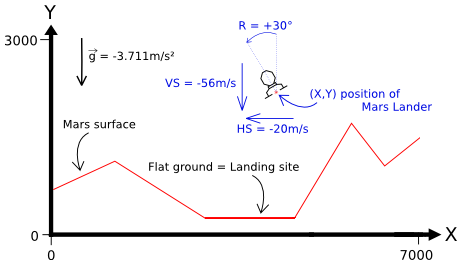 Y
R = +30°
3000
g = -3.711m/s²
VS = -56m/s
(X,Y) position of
Mars Lander
HS = -20m/s
Mars surface
Flat ground = Landing site
0
X
0
7000